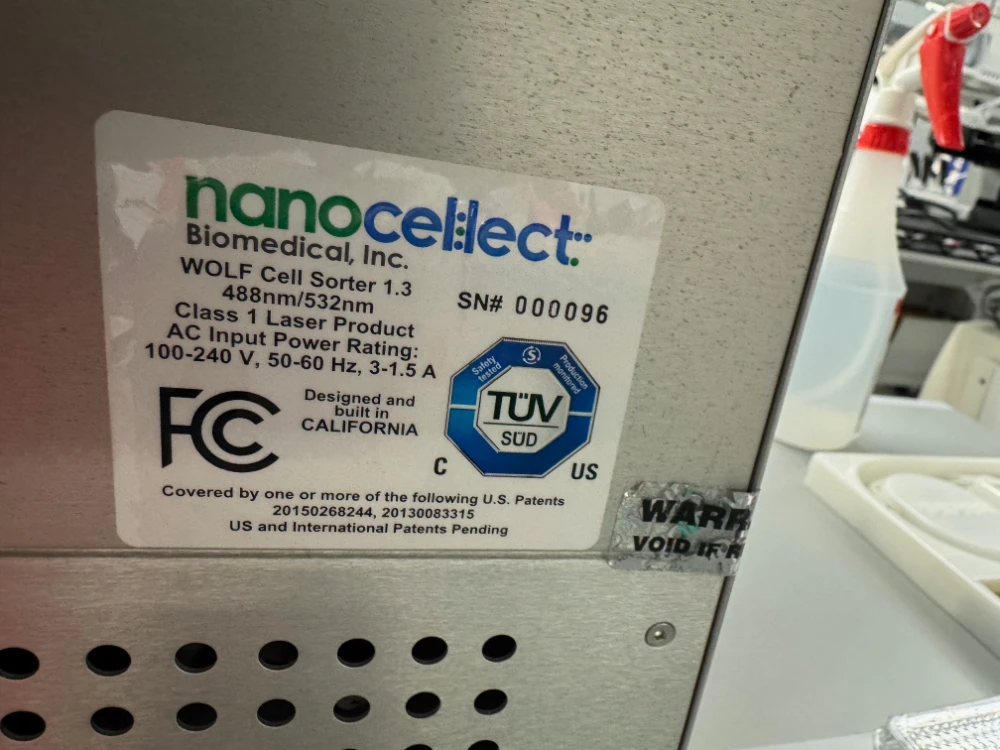 nanocellect
Biomedical, Inc.
WOLF Cell Sorter 1.3
488nm/532nm
Class 1 Laser Product
AC Input Power Rating:
100-240 V, 50-60 Hz, 3-1.5 A
SN# 000096
FCC
Designed and
built in
CALIFORNIA
Safety
tested
Production
monitored
TÜV
SÜD
C US
Covered by one or more of the following U.S. Patents
20150268244, 20130083315
US and International Patents Pending
WARR
VOID IF R